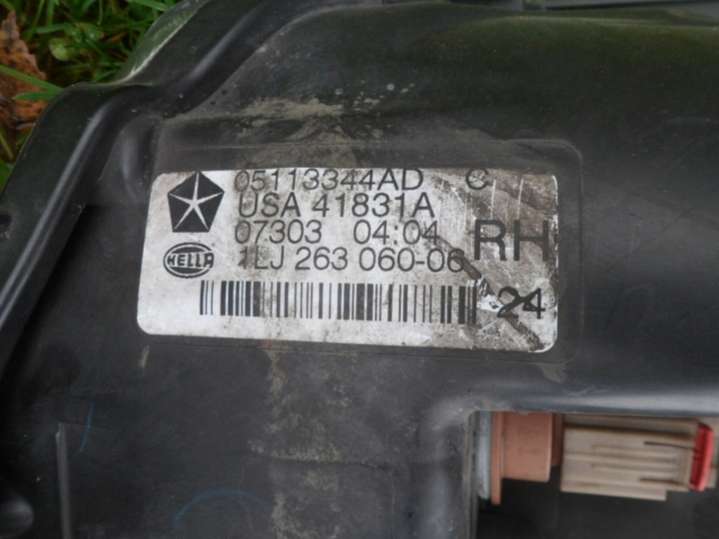 05113344AD C
USA 41831A
07303 04:04 RH
HELLA 1LJ 263 060-06
24